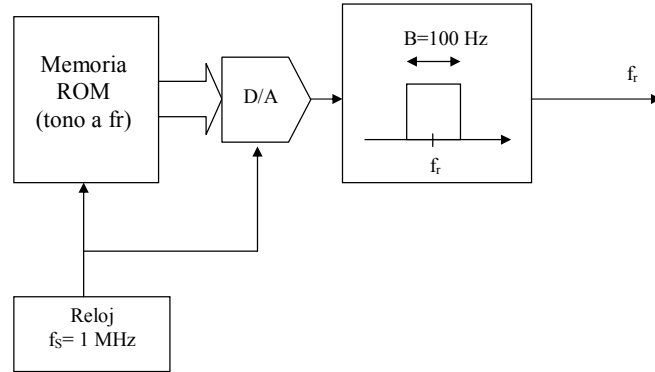 Memoria
ROM
(tono a fr)
D/A
B=100 Hz
fr
fr
Reloj
fS= 1 MHz